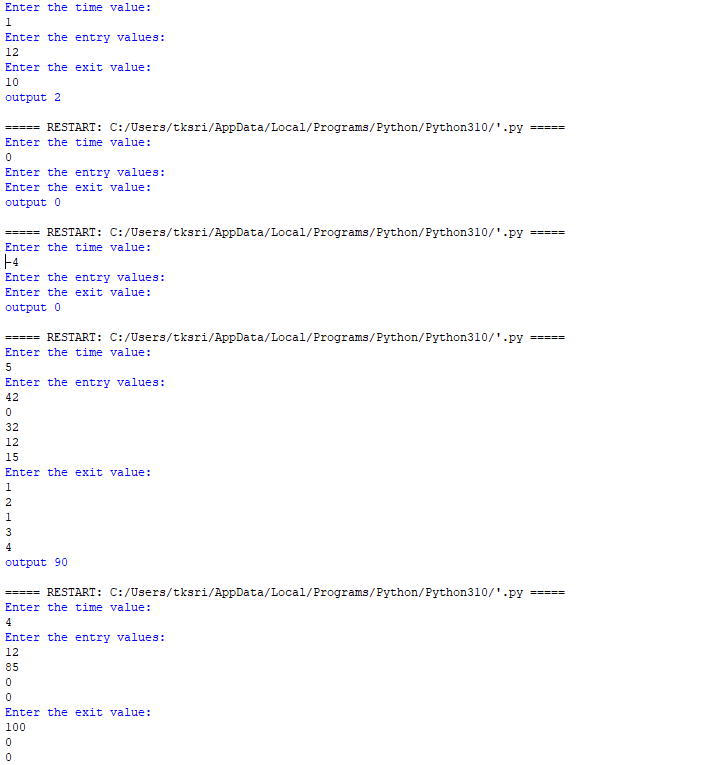 Enter the time value:
1
Enter the entry values:
12
Enter the exit value:
10
output 2
===== RESTART: C:/Users/tksri/AppData/Local/Programs/Python/Python310/'.py =====
Enter the time value:
0
Enter the entry values:
Enter the exit value:
output 0
===== RESTART: C:/Users/tksri/AppData/Local/Programs/Python/Python310/'.py =====
Enter the time value:
-4
Enter the entry values:
Enter the exit value:
output 0
===== RESTART: C:/Users/tksri/AppData/Local/Programs/Python/Python310/'.py =====
Enter the time value:
5
Enter the entry values:
42
0
32
12
15
Enter the exit value:
1
2
1
3
4
output 90
===== RESTART: C:/Users/tksri/AppData/Local/Programs/Python/Python310/'.py =====
Enter the time value:
4
Enter the entry values:
12
85
0
0
Enter the exit value:
100
0
0